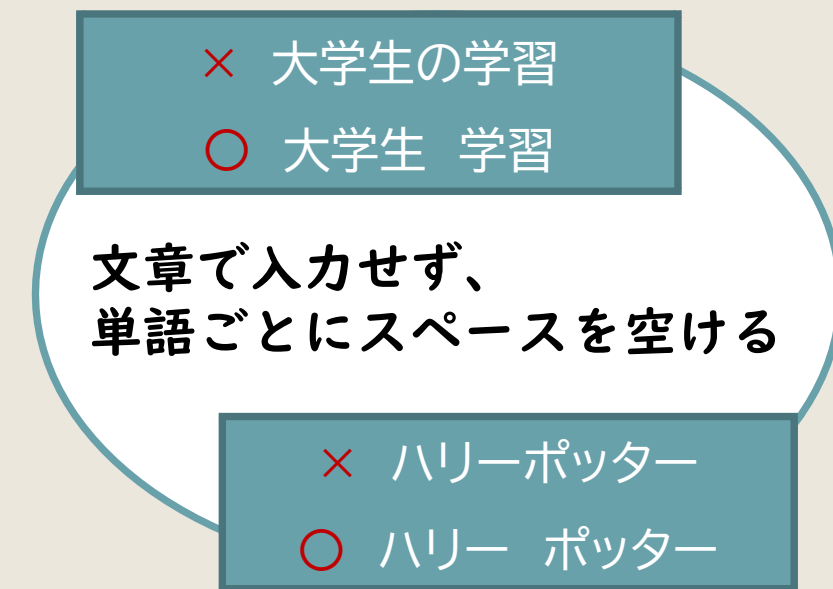 × 大学生の学習
○ 大学生 学習
文章で入力せず、
単語ごとにスペースを空ける
× ハリーポッター
○ ハリー ポッター